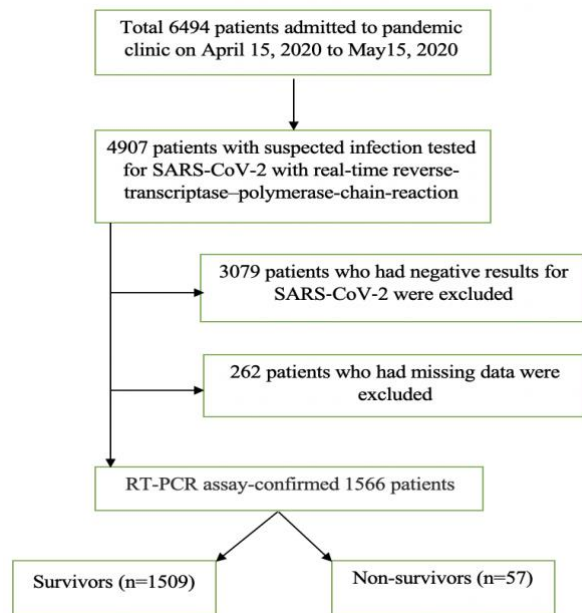 Total 6494 patients admitted to pandemic
clinic on April 15, 2020 to May15, 2020
4907 patients with suspected infection tested
for SARS-CoV-2 with real-time reverse-
transcriptase–polymerase-chain-reaction
3079 patients who had negative results for
SARS-CoV-2 were excluded
262 patients who had missing data were
excluded
RT-PCR assay-confirmed 1566 patients
Survivors (n=1509)
Non-survivors (n=57)